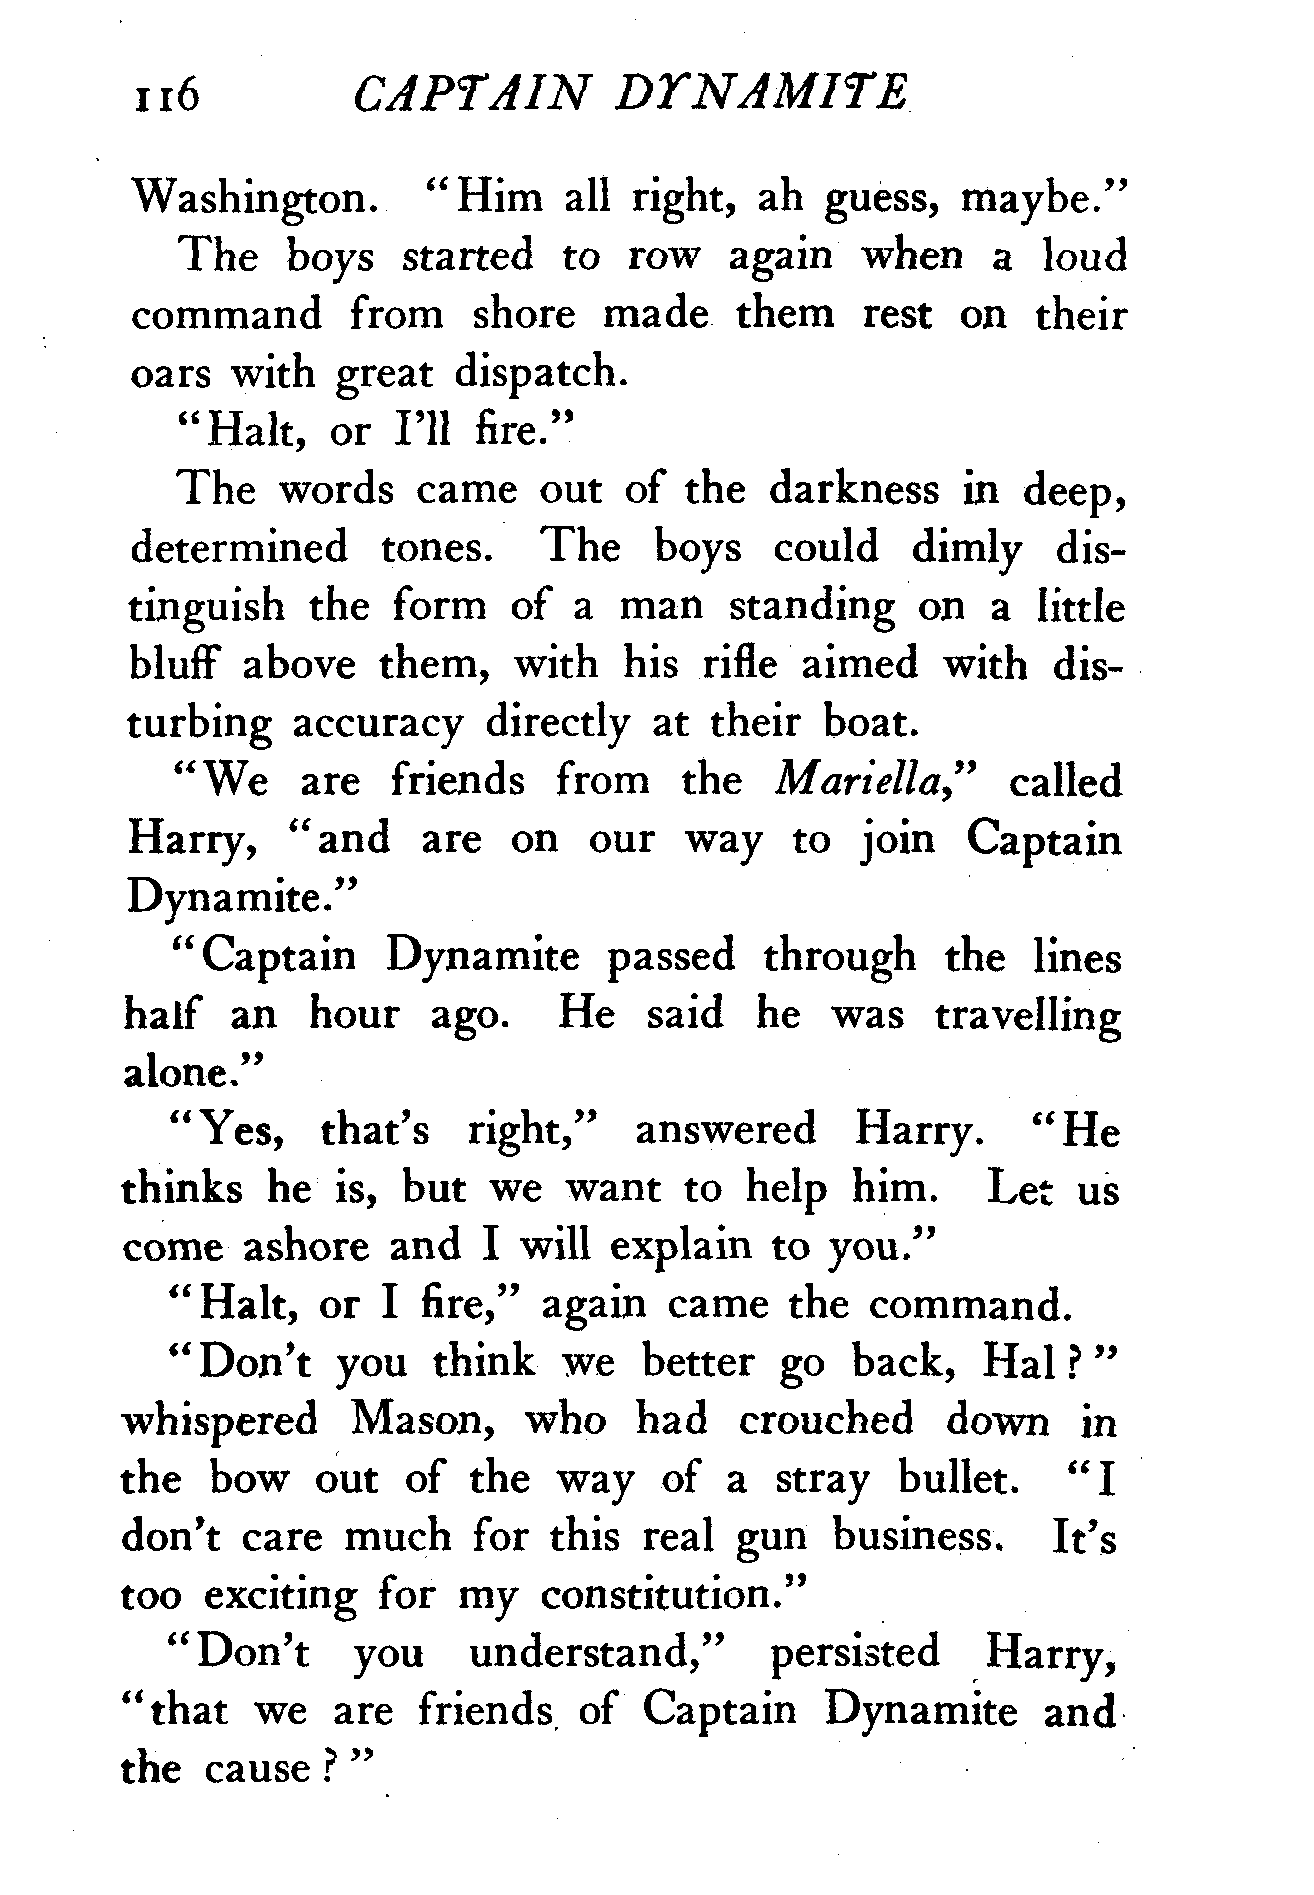 116 CAPTAIN DYNAMITE
Washington. "Him all right, ah guess, maybe."
The boys started to row again when a loud
command from shore made them rest on their
oars with great dispatch.
"Halt, or I'll fire."
The words came out of the darkness in deep,
determined tones. The boys could dimly dis-
tinguish the form of a man standing on a little
bluff above them, with his rifle aimed with dis-
turbing accuracy directly at their boat.
"We are friends from the Mariella," called
Harry, "and are on our way to join Captain
Dynamite."
"Captain Dynamite passed through the lines
half an hour ago. He said he was travelling
alone."
"Yes, that's right," answered Harry. "He
thinks he is, but we want to help him. Let us
come ashore and I will explain to you."
"Halt, or I fire," again came the command.
"Don't you think we better go back, Hal?"
whispered Mason, who had crouched down in
the bow out of the way of a stray bullet. "I
don't care much for this real gun business. It's
too exciting for my constitution."
"Don't you understand," persisted Harry,
"that we are friends of Captain Dynamite and
the cause?"